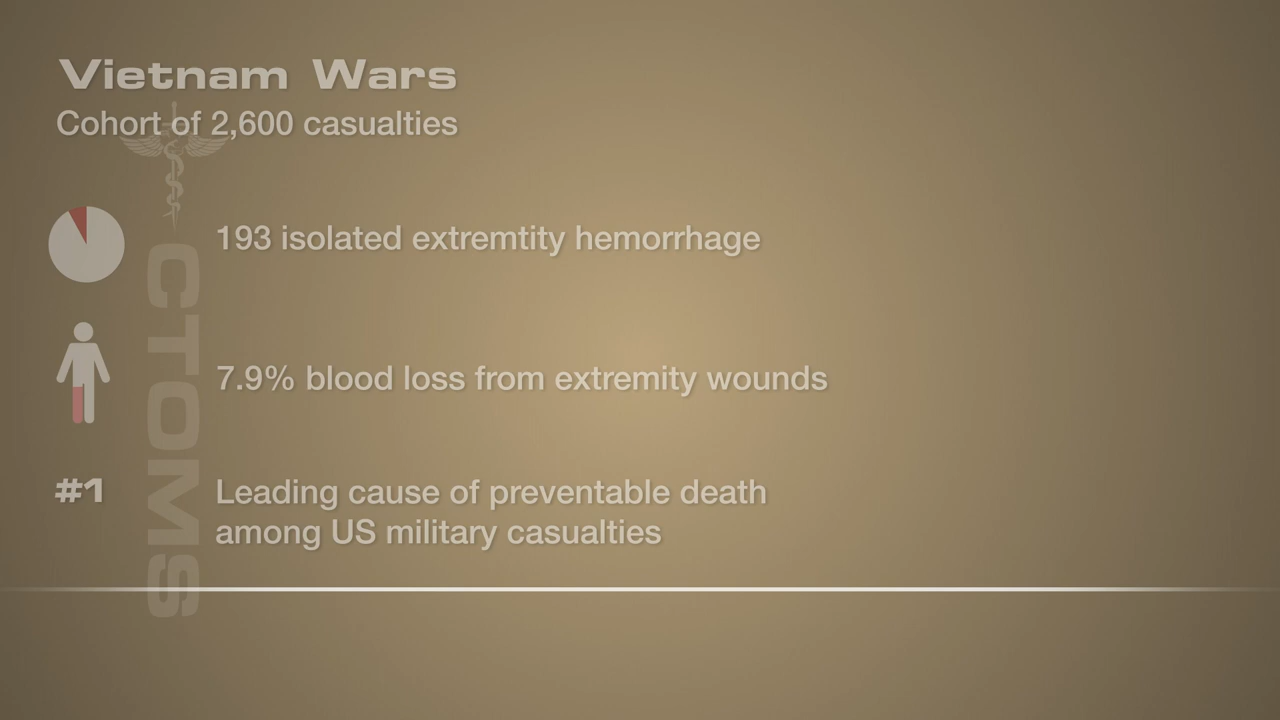 Vietnam Wars
Cohort of 2,600 casualties
193 isolated extremtity hemorrhage
7.9% blood loss from extremity wounds
#1
Leading cause of preventable death
among US military casualties
CTOMS